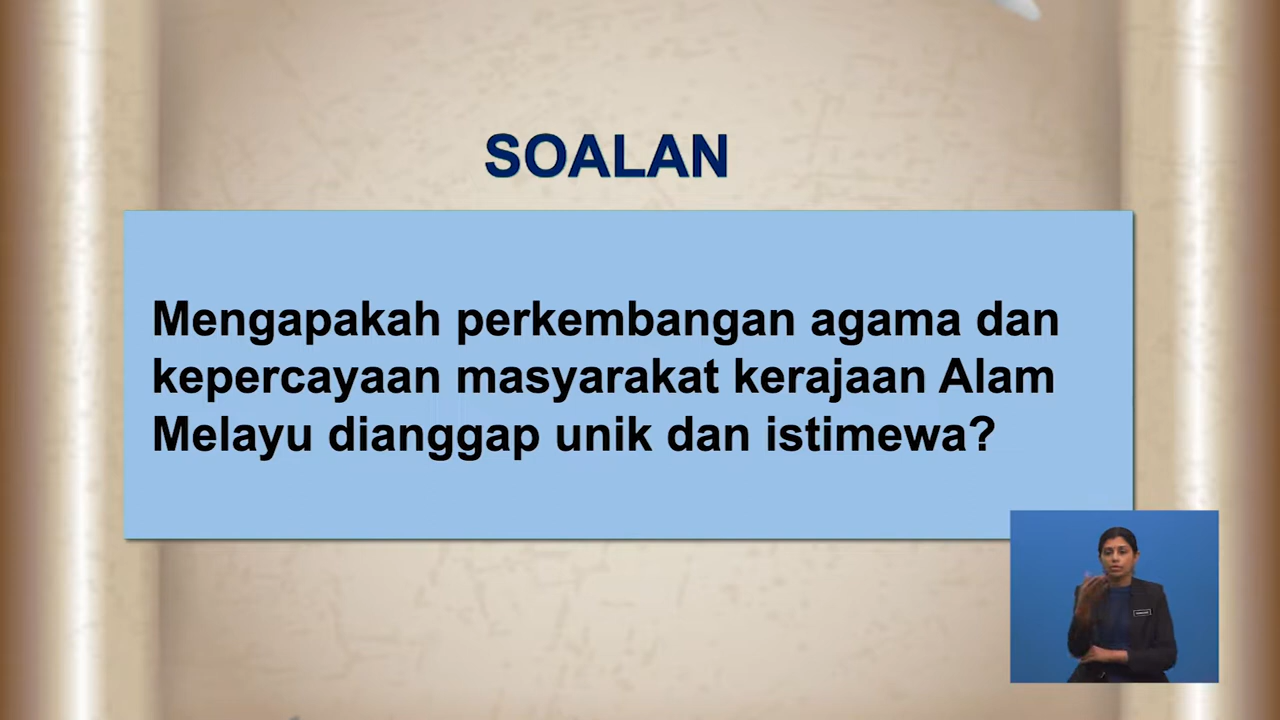 SOALAN
Mengapakah perkembangan agama dan
kepercayaan masyarakat kerajaan Alam
Melayu dianggap unik dan istimewa?